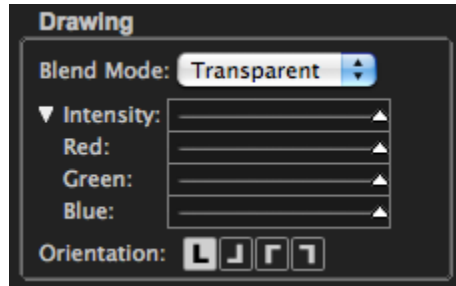 Drawing
Blend Mode: Transparent
Intensity:
Red:
Green:
Blue:
Orientation: